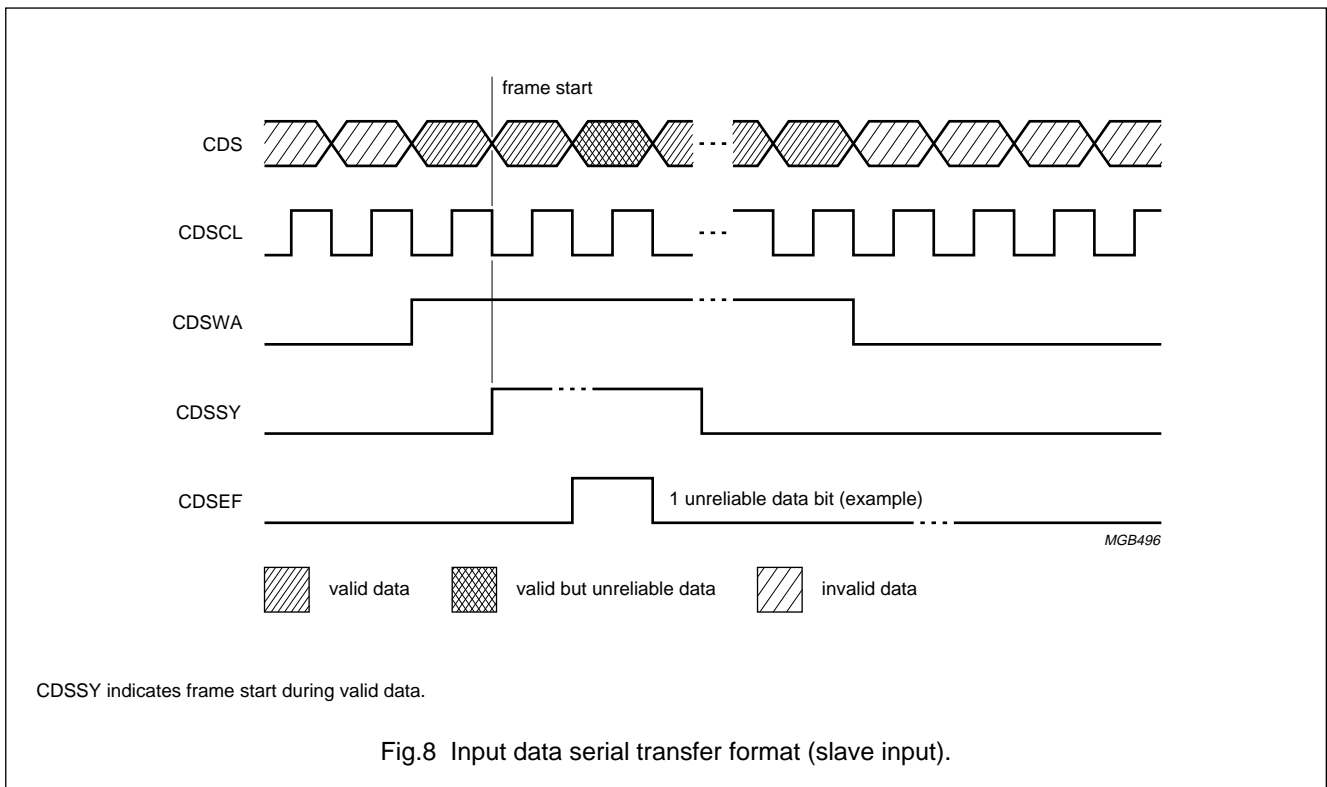 frame start
CDS
CDSCL
CDSWA
CDSSY
CDSEF
1 unreliable data bit (example)
MGB496
valid data
valid but unreliable data
invalid data
CDSSY indicates frame start during valid data.
Fig.8 Input data serial transfer format (slave input).